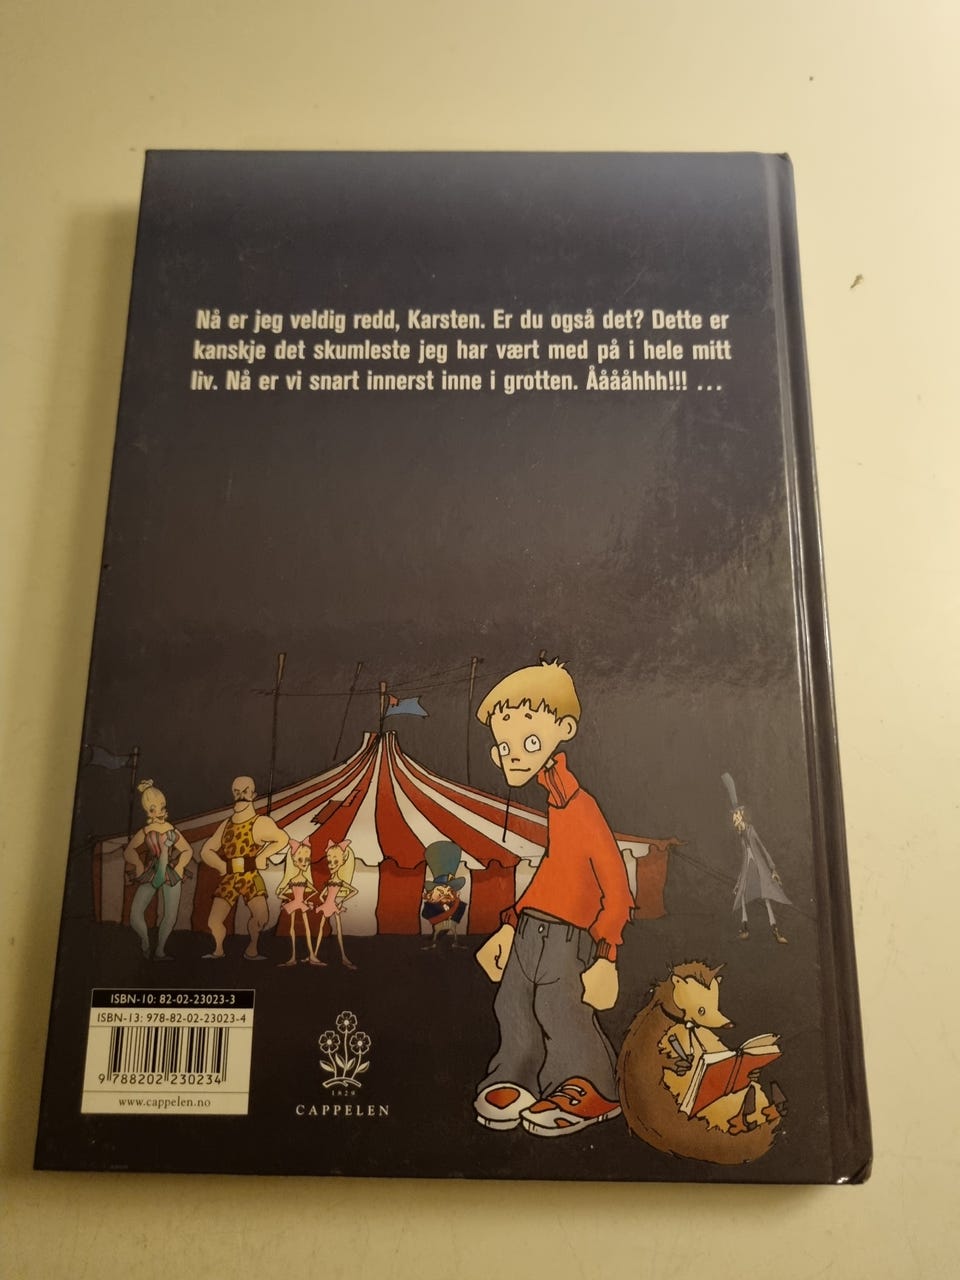 Nå er jeg veldig redd, Karsten. Er du også det? Dette er
kanskje det skumleste jeg har vært med på i hele mitt
liv. Nå er vi snart innerst inne i grotten. Ååååhhh!!! ...
ISBN-10: 82-02-23023-3
ISBN-13: 978-82-02-23023-4
9 788202 230234
www.cappelen.no
1829
CAPPELEN